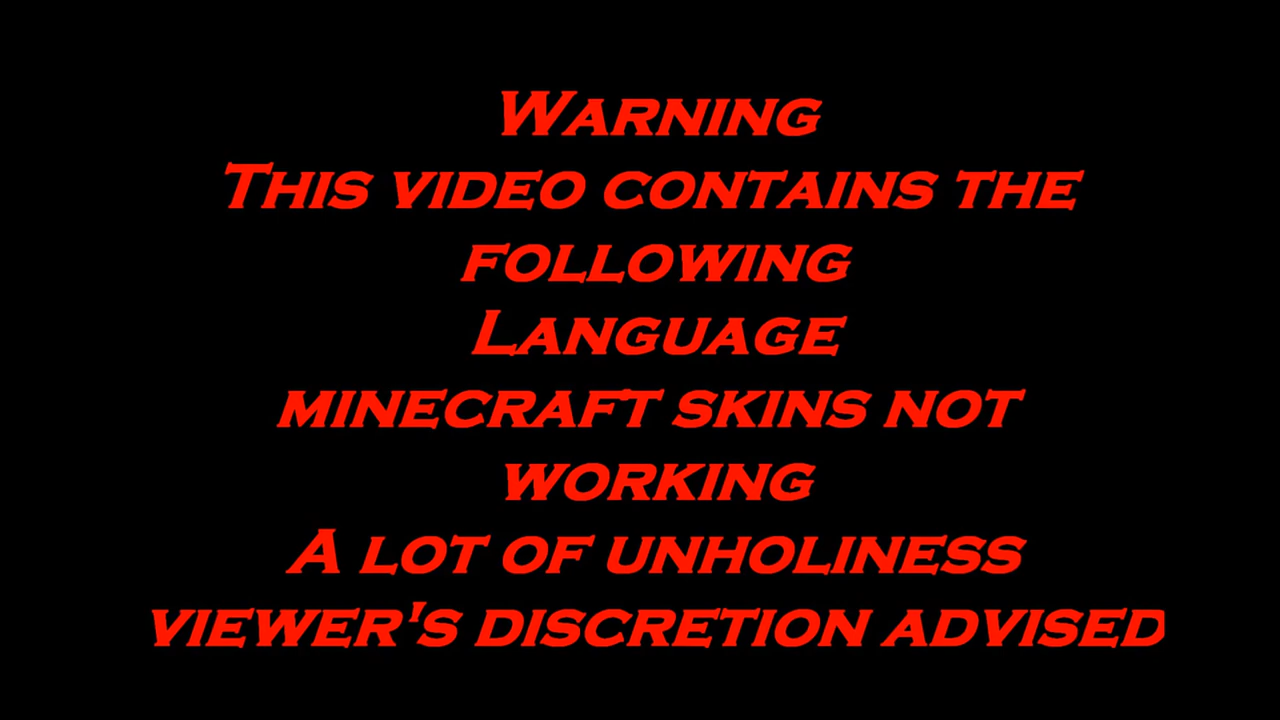 Warning
This video contains the
following
Language
minecraft skins not
working
A lot of unholiness
viewer's discretion advised